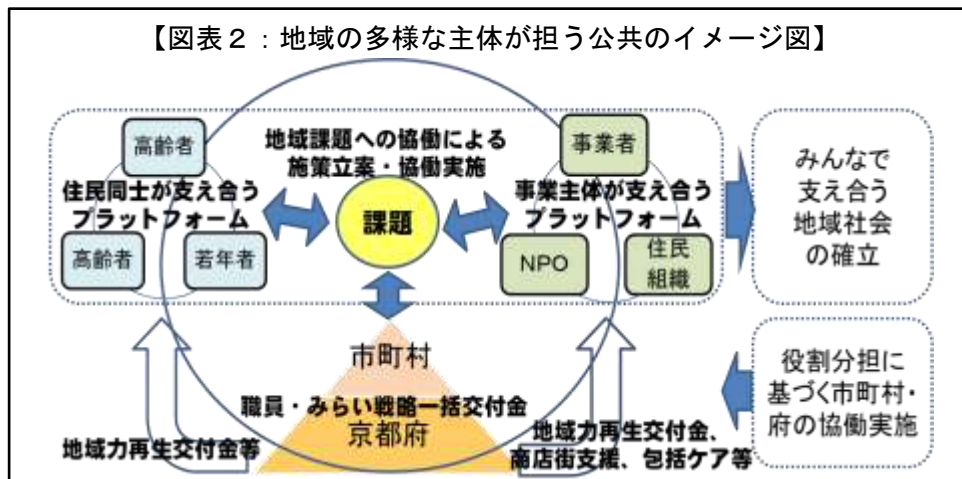 【図表２：地域の多様な主体が担う公共のイメージ図】
高齢者
地域課題への協働による
施策立案・協働実施
事業者
住民同士が支え合う
プラットフォーム
課題
事業主体が支え合う
プラットフォーム
高齢者
若年者
NPO
住民
組織
みんなで
支え合う
地域社会
の確立
市町村
職員・みらい戦略一括交付金
京都府
地域力再生交付金等
地域力再生交付金、
商店街支援、包括ケア等
役割分担に
基づく市町村・
府の協働実施